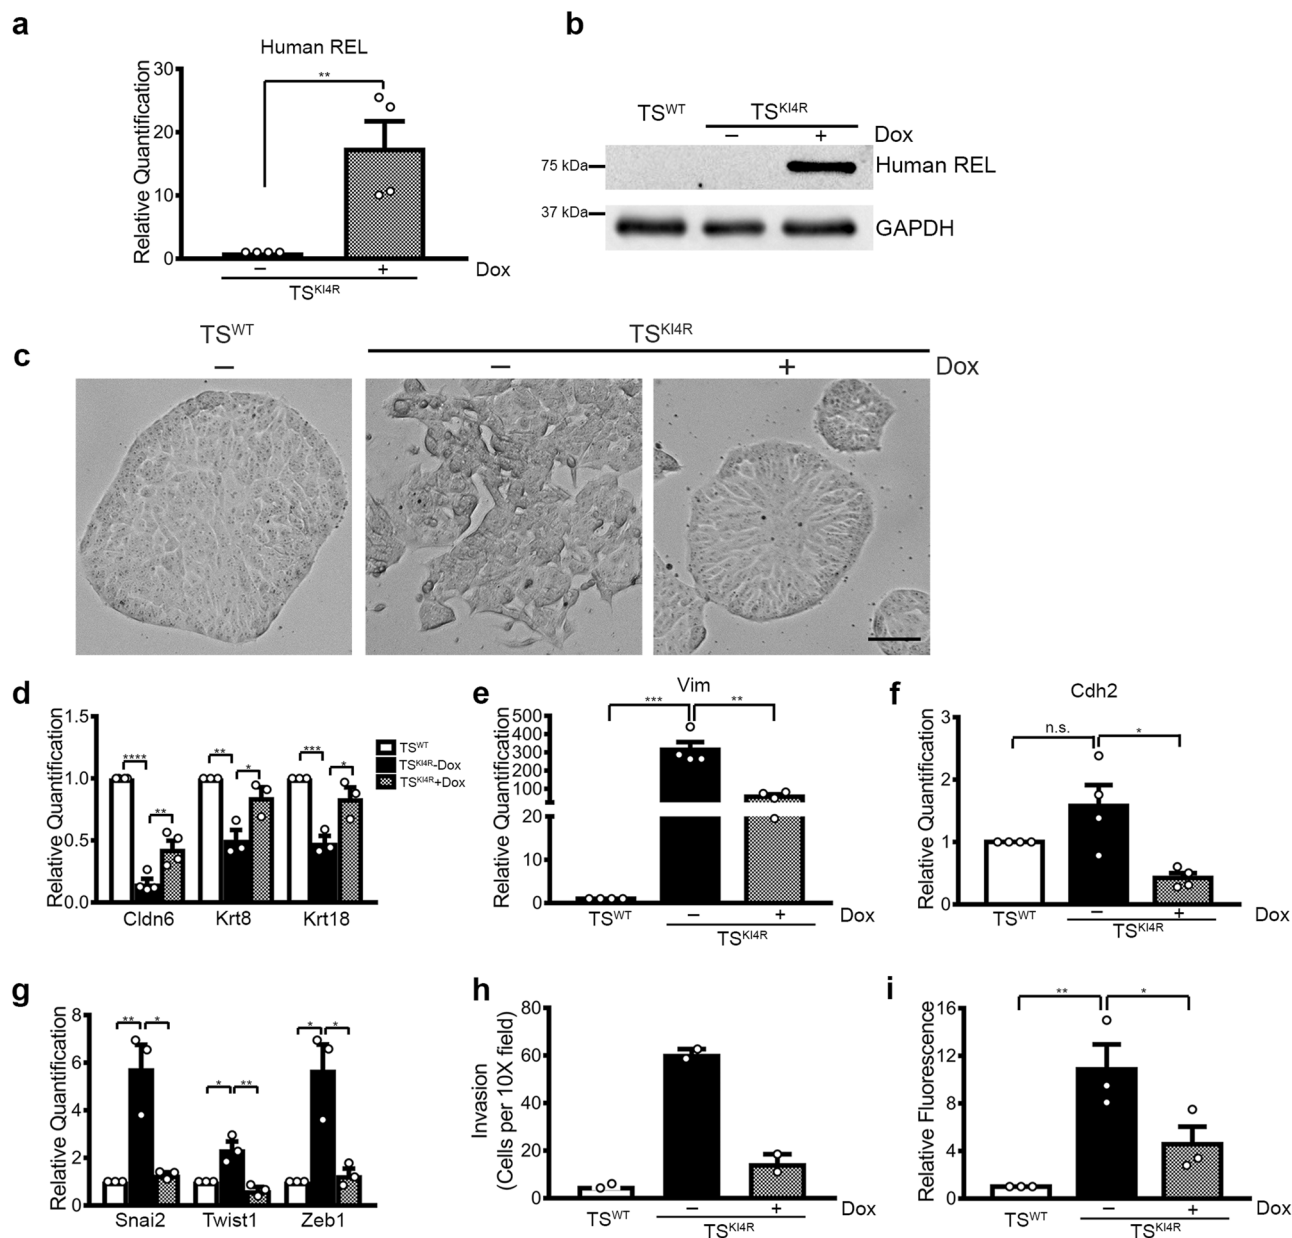 a
Human REL
Relative Quantification
30
20
10
0
**
– + Dox
TSKI4R
b
TSWT TSKI4R
– + Dox
75 kDa
Human REL
37 kDa
GAPDH
c
TSWT TSKI4R
– – + Dox
d
Relative Quantification
1.5
1.0
0.5
0.0
**** ** ** * *** *
Cldn6 Krt8 Krt18
TSWT
TSKI4R-Dox
TSKI4R+Dox
e
Vim
Relative Quantification
500
400
300
200
100
20
10
0
*** **
TSWT – + Dox
TSKI4R
f
Cdh2
Relative Quantification
3
2
1
0
n.s. *
TSWT – + Dox
TSKI4R
g
Relative Quantification
8
6
4
2
0
** * * ** * *
Snai2 Twist1 Zeb1
h
Invasion
(Cells per 10X field)
80
60
40
20
0
TSWT – + Dox
TSKI4R
i
Relative Fluorescence
16
12
8
4
0
** *
TSWT – + Dox
TSKI4R